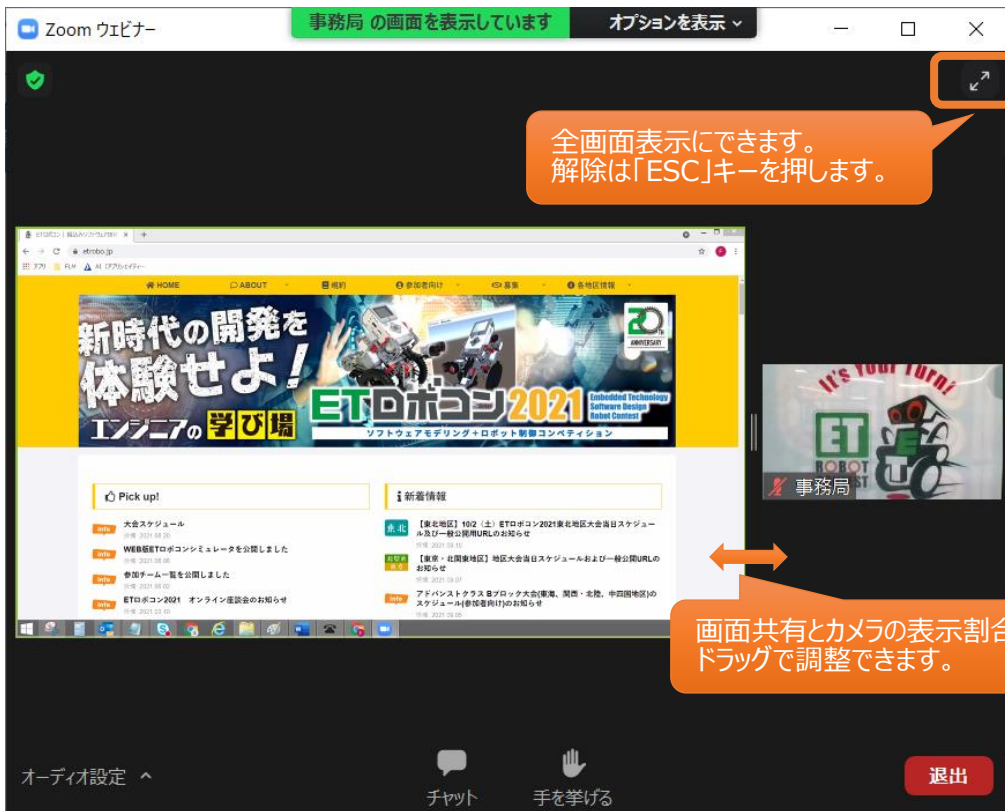 Zoom ウェビナー
事務局 の画面を表示しています
オプションを表示
全画面表示にできます。
解除は「ESC」キーを押します。
etrobo.jp
HOME
ABOUT
規約
参加者向け
募集
各地区情報
新時代の開発を
体験せよ!
エンジニアの学び場
20TH
ANNIVERSARY
ETロボコン2021
Embedded Technology
Software Design
Robot Contest
ソフトウェアモデリング+ロボット制御コンペティション
Pick up!
Info
大会スケジュール
WEB版ETロボコンシミュレータを公開しました
Info
参加チーム一覧を公開しました
Info
ETロボコン2021 オンライン座談会のお知らせ
新着情報
東北
【東北地区】10/2(土)ETロボコン2021東北地区大会当日スケジュー
ル及び一般公開用URLのお知らせ
【東京・北関東地区】地区大会当日スケジュールおよび一般公開URLの
お知らせ
Info
アドバンストクラス Bブロック大会(東海、関西・北陸、中四国地区)の
スケジュール(参加者向け)のお知らせ
It's Your Turn!
ET
ROBOT
事務局
画面共有とカメラの表示割合
ドラッグで調整できます。
オーディオ設定
チャット
手を挙げる
退出